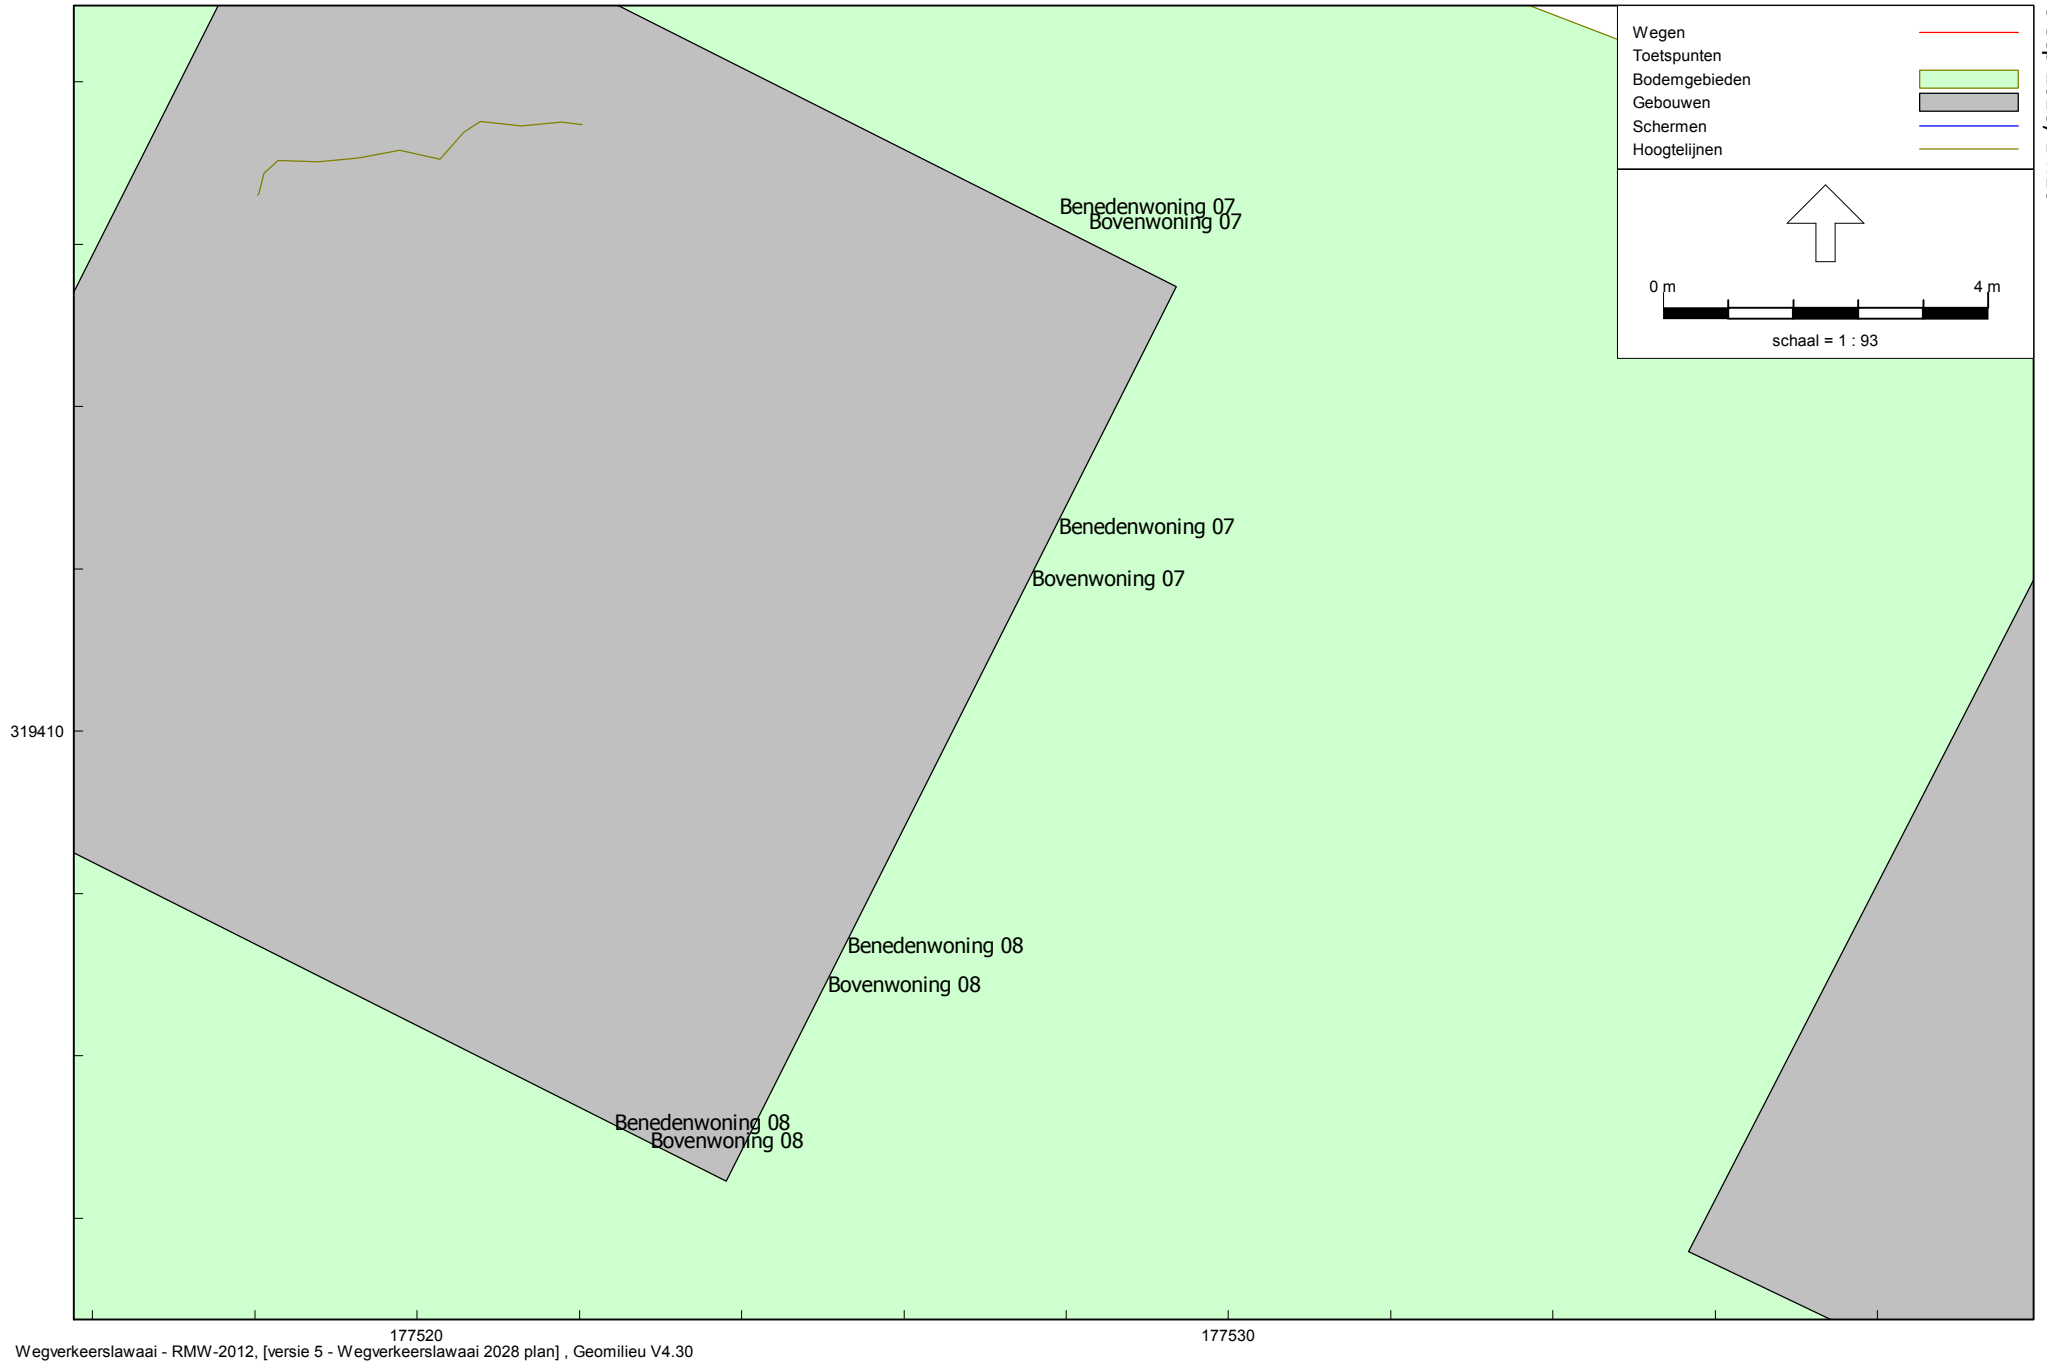 Wegen
Toetspunten
Bodemgebieden
Gebouwen
Schermen
Hoogtelijnen
0 m 4 m
schaal = 1 : 93
Benedenwoning 07
Bovenwoning 07
Benedenwoning 07
Bovenwoning 07
319410
Benedenwoning 08
Bovenwoning 08
Benedenwoning 08
Bovenwoning 08
177520 177530
Wegverkeerslawaai - RMW-2012, [versie 5 - Wegverkeerslawaai 2028 plan] , Geomilieu V4.30